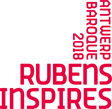 ANTWERP
BAROQUE
2018
RUBENS
INSPIRES